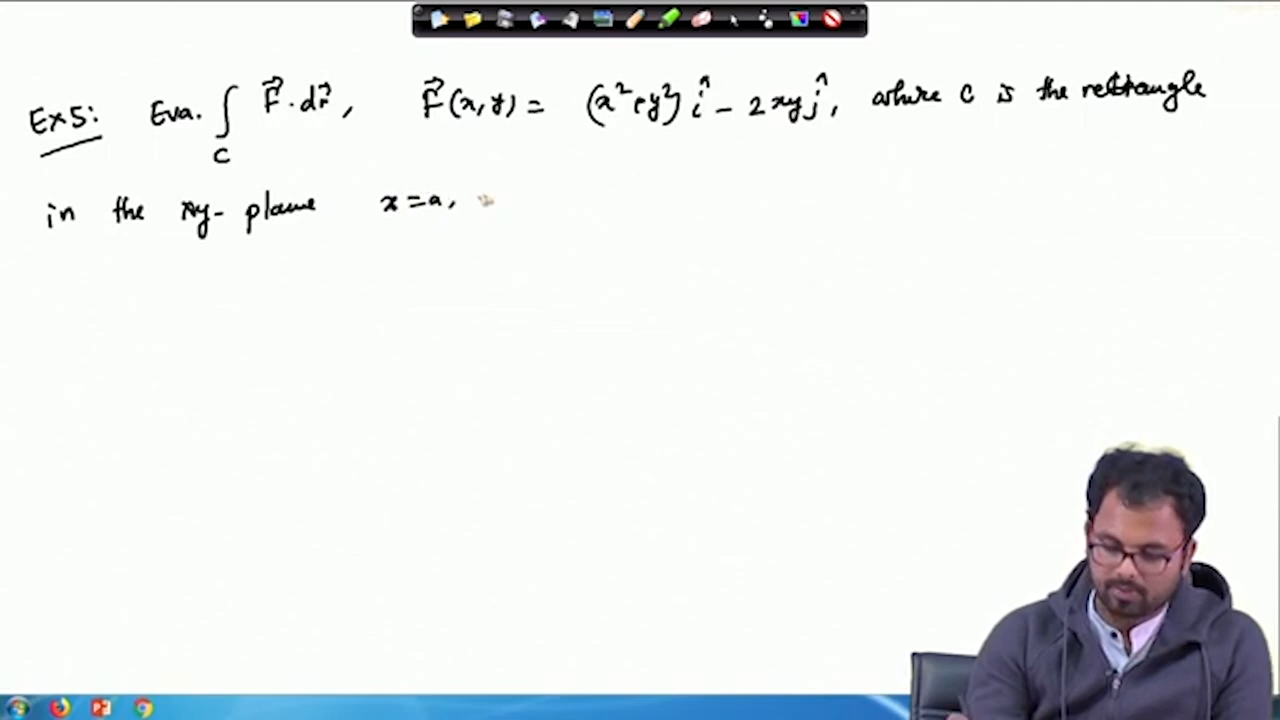 Ex5: Eva. ∫_C F⃗·dr⃗, F⃗(x,y) = (x²+y²) î - 2xy ĵ, where C is the rectangle
in the xy-plane x=a,